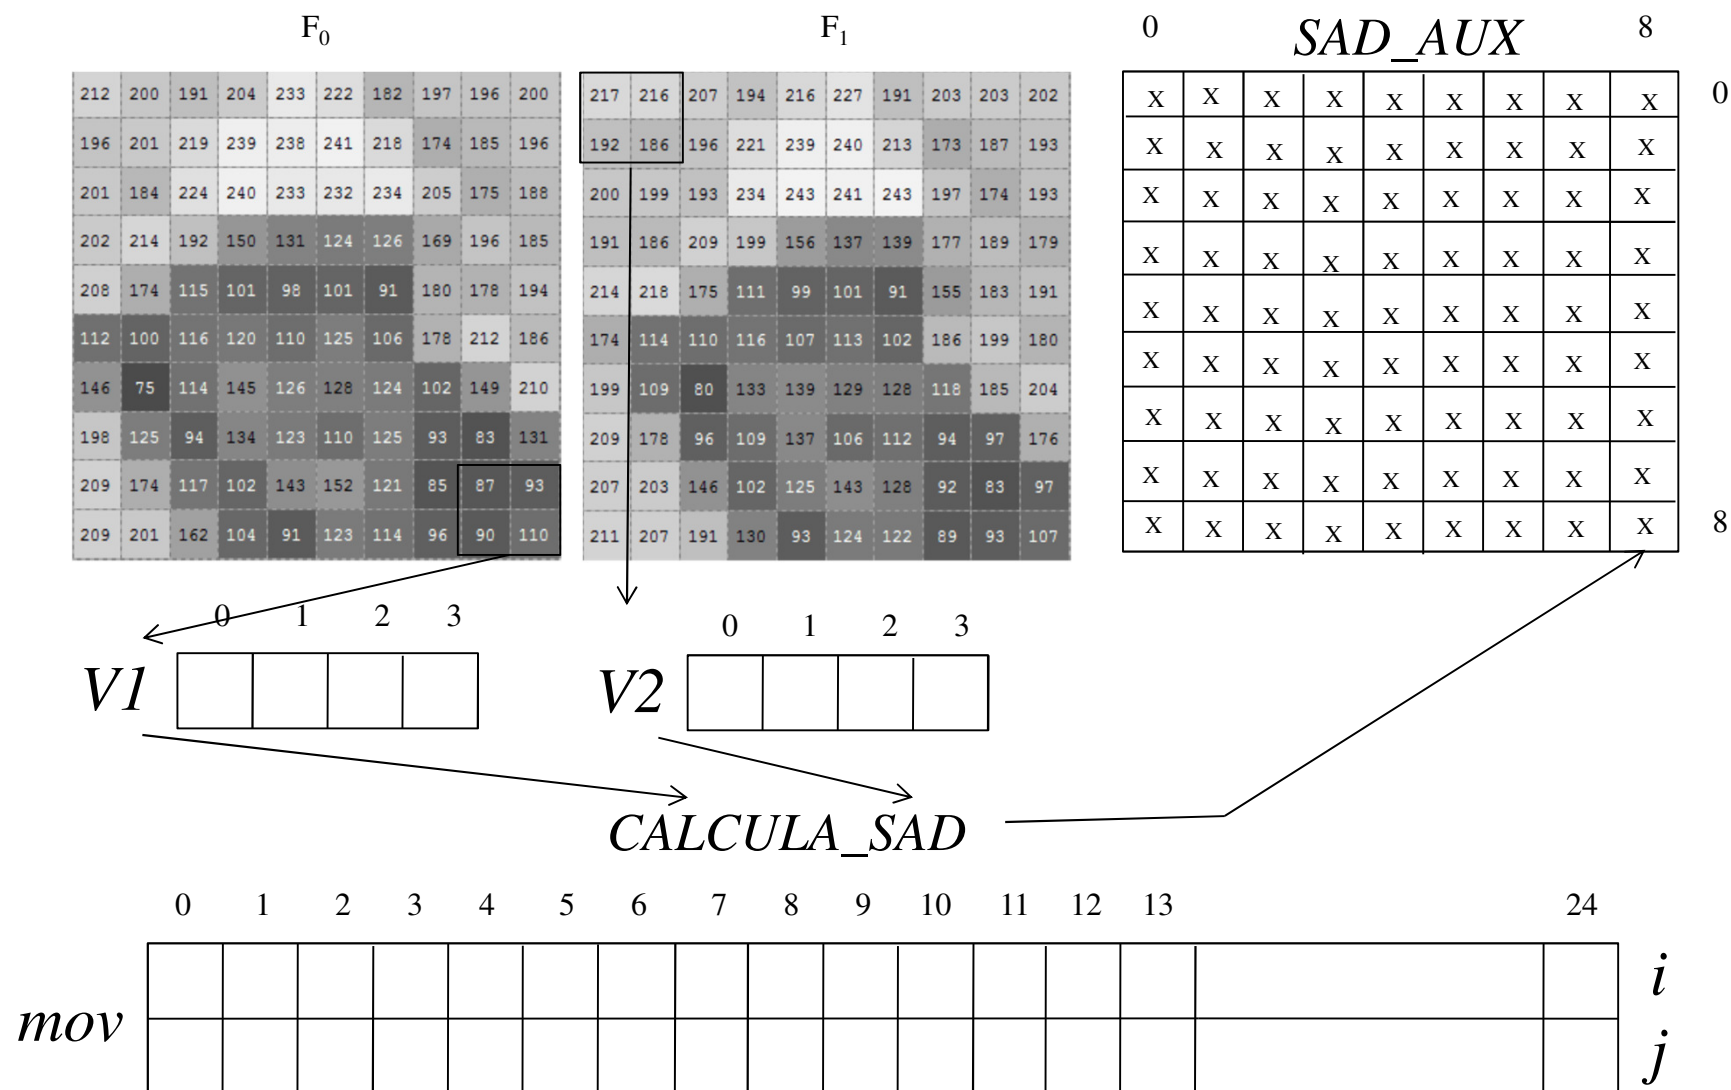 F0 F1 0 SAD_AUX 8
212 200 191 204 233 222 182 197 196 200
196 201 219 239 238 241 218 174 185 196
201 184 224 240 233 232 234 205 175 188
202 214 192 150 131 124 126 169 196 185
208 174 115 101 98 101 91 180 178 194
112 100 116 120 110 125 106 178 212 186
146 75 114 145 126 128 124 102 149 210
198 125 94 134 123 110 125 93 83 131
209 174 117 102 143 152 121 85 87 93
209 201 162 104 91 123 114 96 90 110
217 216 207 194 216 227 191 203 203 202
192 186 196 221 239 240 213 173 187 193
200 199 193 234 243 241 243 197 174 193
191 186 209 199 156 137 139 177 189 179
214 218 175 111 99 101 91 155 183 191
174 114 110 116 107 113 102 186 199 180
199 109 80 133 139 129 128 118 185 204
209 178 96 109 137 106 112 94 97 176
207 203 146 102 125 143 128 92 83 97
211 207 191 130 93 124 122 89 93 107
X X X X X X X X X 0
X X X X X X X X X
X X X X X X X X X
X X X X X X X X X
X X X X X X X X X
X X X X X X X X X
X X X X X X X X X
X X X X X X X X X
X X X X X X X X X 8
0 1 2 3
V1
0 1 2 3
V2
CALCULA_SAD
0 1 2 3 4 5 6 7 8 9 10 11 12 13 24
mov
i
j